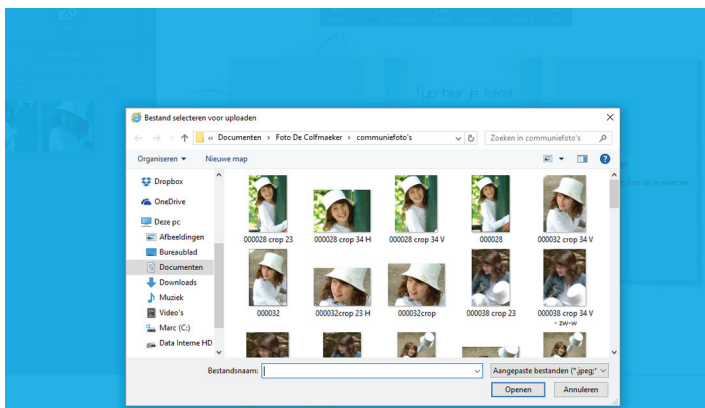 Typ her je tekst
Bestand selecteren voor uploaden
« Documenten > Foto De Colfmaeker > communiefoto's
Zoeken in communiefoto's
Organiseren
Nieuwe map
Dropbox
OneDrive
Deze pc
Afbeeldingen
Bureaublad
Documenten
Downloads
Muziek
Video's
Marc (C:)
Data Interne HD
000028 crop 23
000028 crop 34 H
000028 crop 34 V
000028
000032 crop 34 V
000032
000032crop 23 H
000032crop
000038 crop 23
000038 crop 34 V
- zw-w
Bestandsnaam:
Aangepaste bestanden (*.jpeg;*
Openen
Annuleren